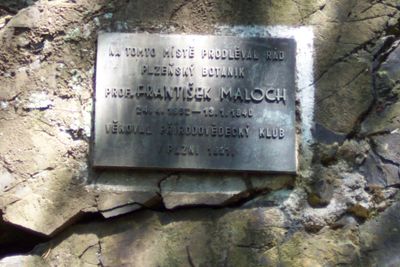 NA TOMTO MÍSTĚ PRODLÉVAL RÁD
PLZEŇSKÝ BOTANIK
PROF. FRANTIŠEK MALOCH
VĚNOVAL PŘÍRODOVĚDECKÝ KLUB
V PLZNI